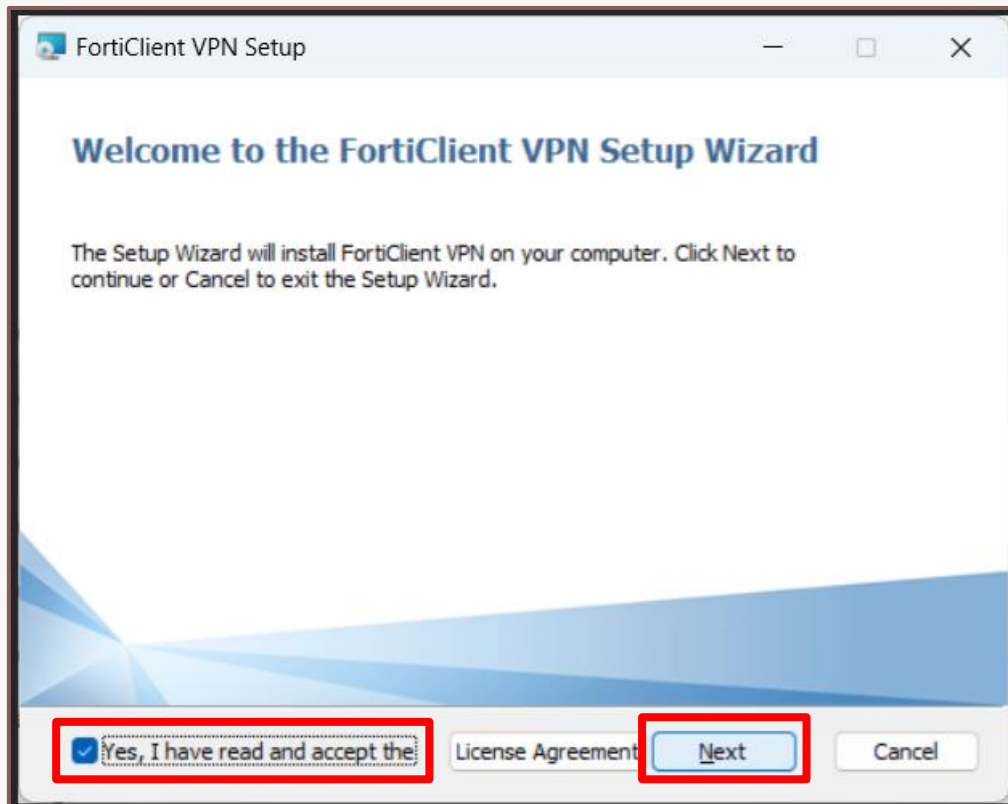 FortiClient VPN Setup
Welcome to the FortiClient VPN Setup Wizard
The Setup Wizard will install FortiClient VPN on your computer. Click Next to
continue or Cancel to exit the Setup Wizard.
Yes, I have read and accept the License Agreement Next Cancel